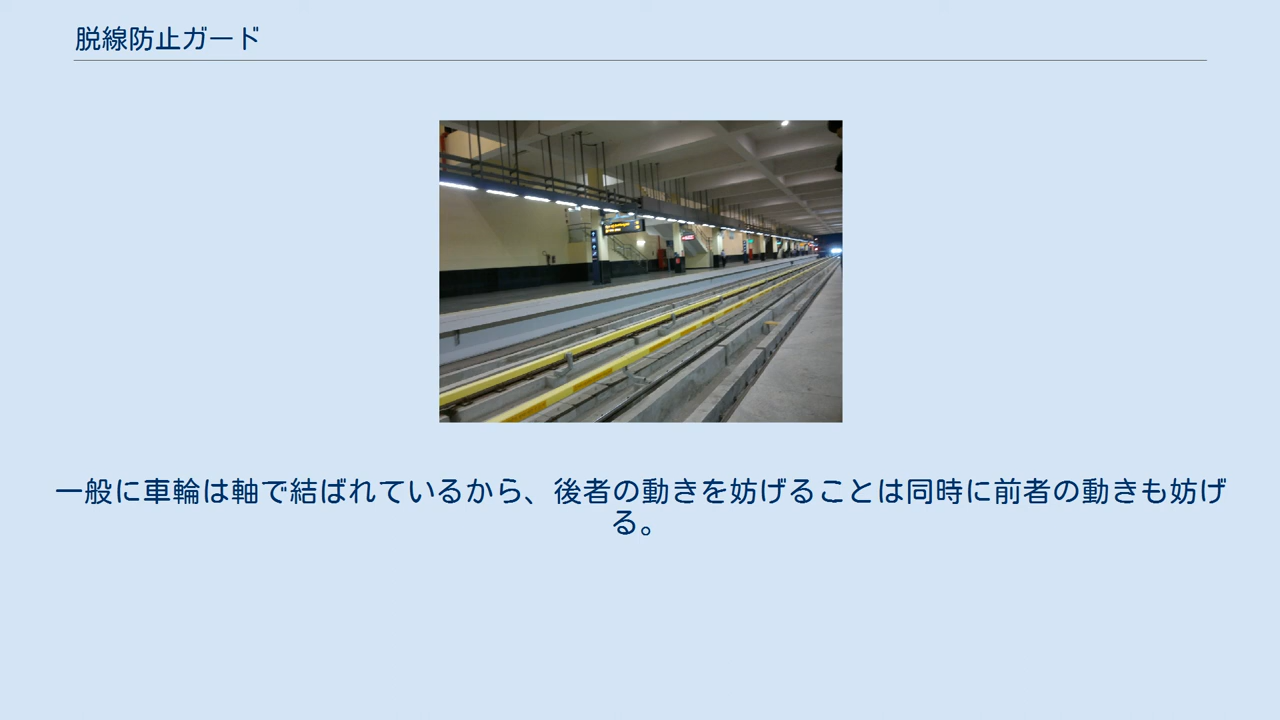 脱線防止ガード
一般に車輪は軸で結ばれているから、後者の動きを妨げることは同時に前者の動きも妨げ
る。